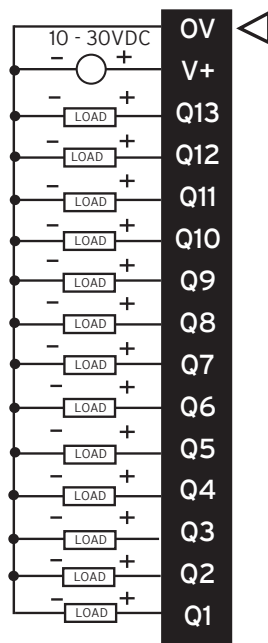 0V
10 - 30VDC
- + V+
- LOAD + Q13
- LOAD + Q12
- LOAD + Q11
- LOAD + Q10
- LOAD + Q9
- LOAD + Q8
- LOAD + Q7
- LOAD + Q6
- LOAD + Q5
- LOAD + Q4
- LOAD + Q3
- LOAD + Q2
- LOAD + Q1